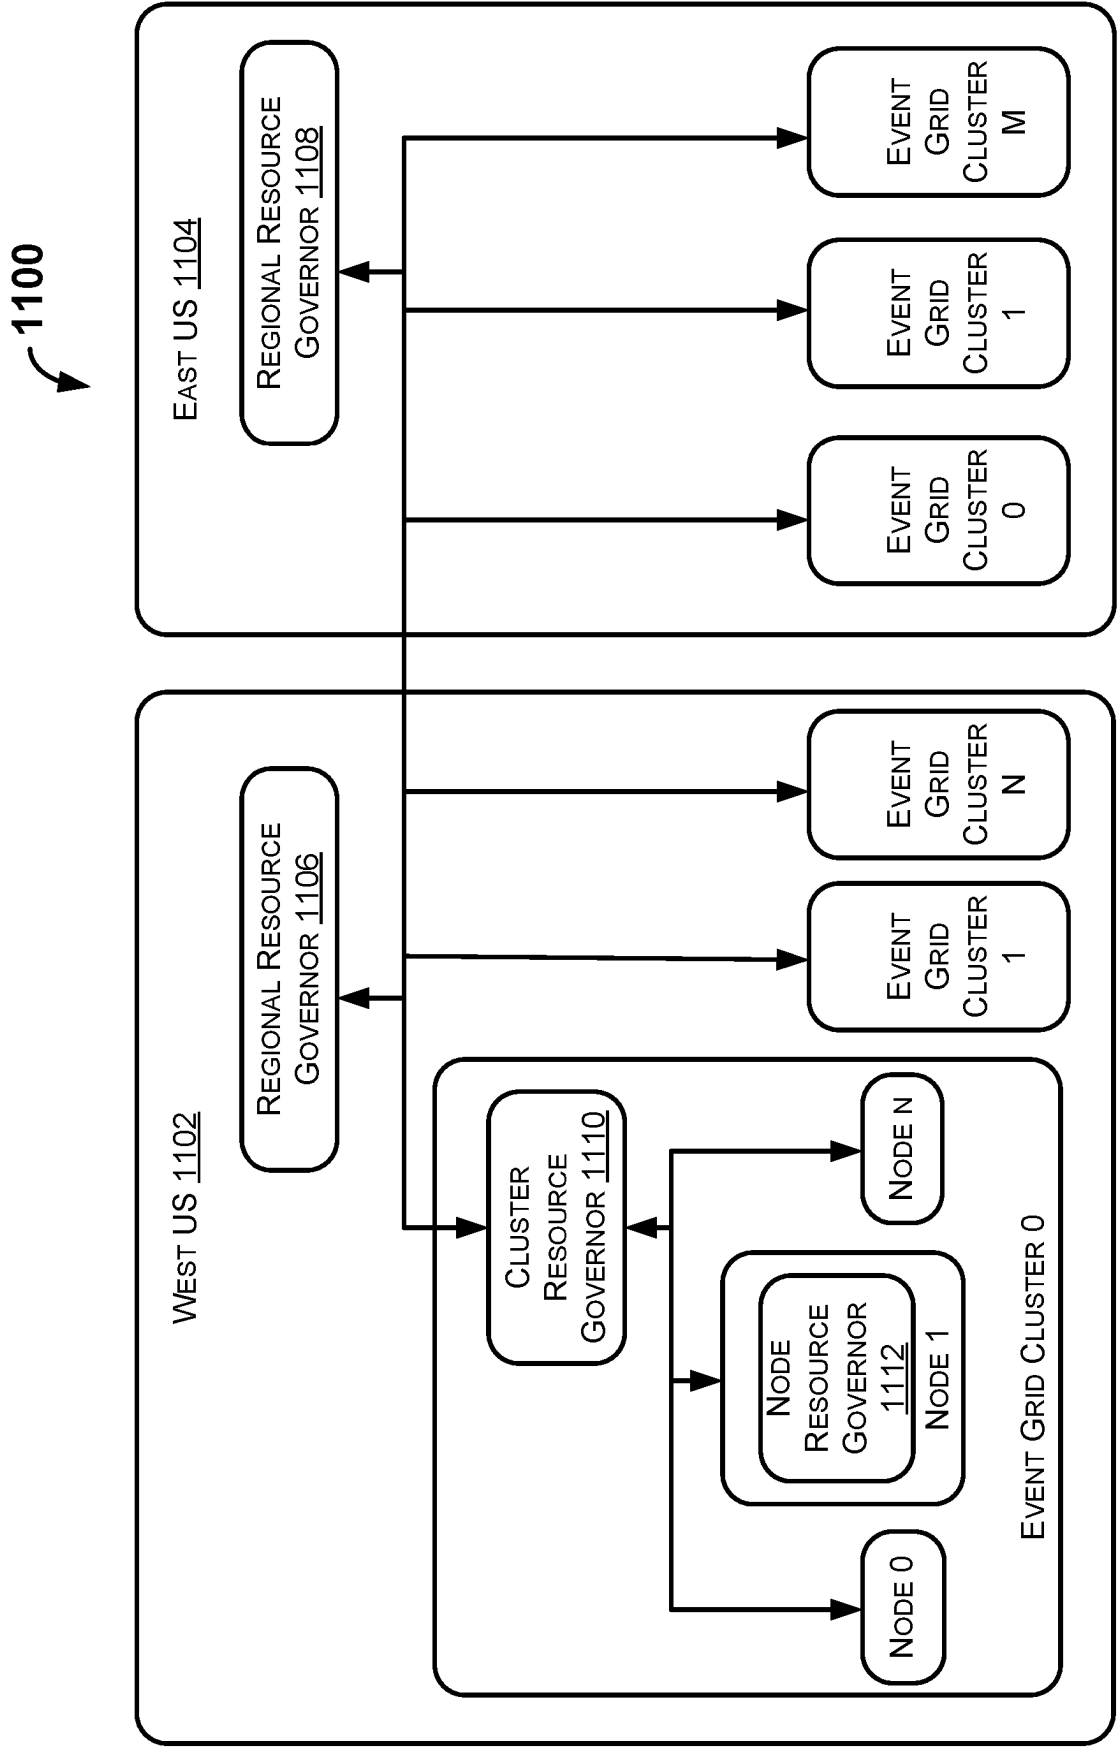 1100
WEST US 1102
REGIONAL RESOURCE
GOVERNOR 1106
CLUSTER
RESOURCE
GOVERNOR 1110
NODE 0
NODE
RESOURCE
GOVERNOR
1112
NODE 1
NODE N
EVENT GRID CLUSTER 0
EVENT
GRID
CLUSTER
1
EVENT
GRID
CLUSTER
N
EAST US 1104
REGIONAL RESOURCE
GOVERNOR 1108
EVENT
GRID
CLUSTER
0
EVENT
GRID
CLUSTER
1
EVENT
GRID
CLUSTER
M